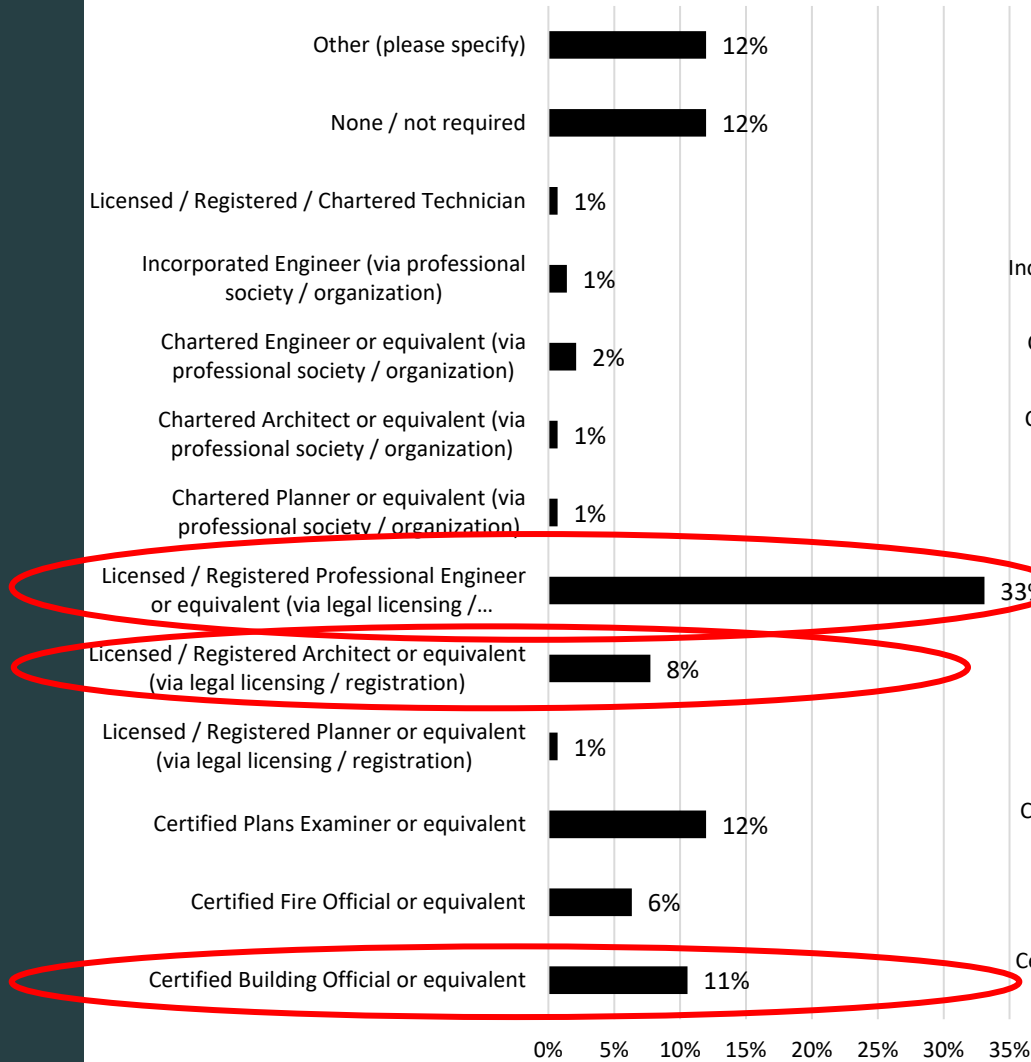 Other (please specify)
12%
None / not required
12%
Licensed / Registered / Chartered Technician
1%
Incorporated Engineer (via professional
society / organization)
1%
Chartered Engineer or equivalent (via
professional society / organization)
2%
Chartered Architect or equivalent (via
professional society / organization)
1%
Chartered Planner or equivalent (via
professional society / organization)
1%
Licensed / Registered Professional Engineer
or equivalent (via legal licensing /...
33%
Licensed / Registered Architect or equivalent
(via legal licensing / registration)
8%
Licensed / Registered Planner or equivalent
(via legal licensing / registration)
1%
Certified Plans Examiner or equivalent
12%
Certified Fire Official or equivalent
6%
Certified Building Official or equivalent
11%
0% 5% 10% 15% 20% 25% 30% 35%